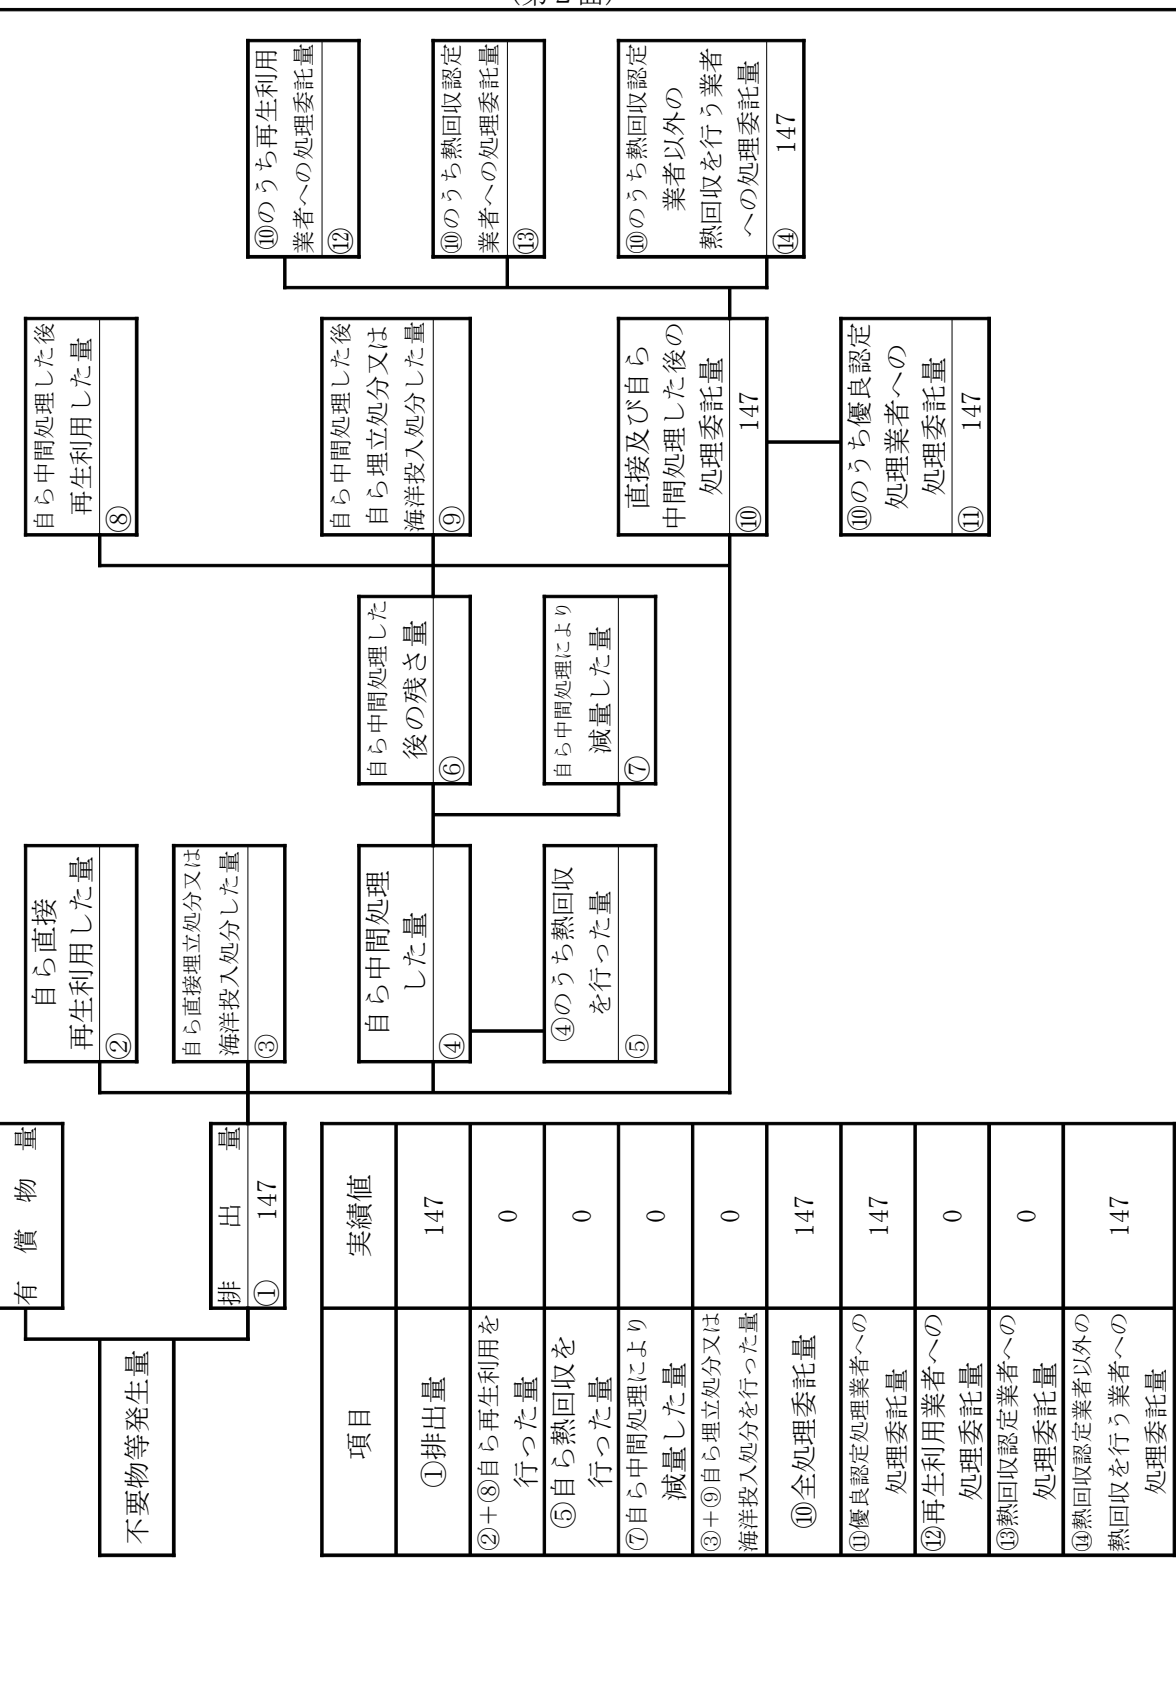 （第2面）
有償物量
不要物等発生量
排出量
① 147
自ら直接
再生利用した量
②
自ら直接埋立処分又は
海洋投入処分した量
③
自ら中間処理
した量
④
④のうち熱回収
を行った量
⑤
自ら中間処理した
後の残さ量
⑥
自ら中間処理により
減量した量
⑦
自ら中間処理した後
再生利用した量
⑧
自ら中間処理した後
自ら埋立処分又は
海洋投入処分した量
⑨
直接及び自ら
中間処理した後の
処理委託量
⑩ 147
⑩のうち優良認定
処理業者への
処理委託量
⑪ 147
⑩のうち再生利用
業者への処理委託量
⑫
⑩のうち熱回収認定
業者への処理委託量
⑬
⑩のうち熱回収認定
業者以外の
熱回収を行う業者
への処理委託量
⑭ 147
項目 実績値
①排出量 147
②＋⑧自ら再生利用を
行った量 0
⑤自ら熱回収を
行った量 0
⑦自ら中間処理により
減量した量 0
③＋⑨自ら埋立処分又は
海洋投入処分を行った量 0
⑩全処理委託量 147
⑪優良認定処理業者への
処理委託量 147
⑫再生利用業者への
処理委託量 0
⑬熱回収認定業者への
処理委託量 0
⑭熱回収認定業者以外の
熱回収を行う業者への
処理委託量 147